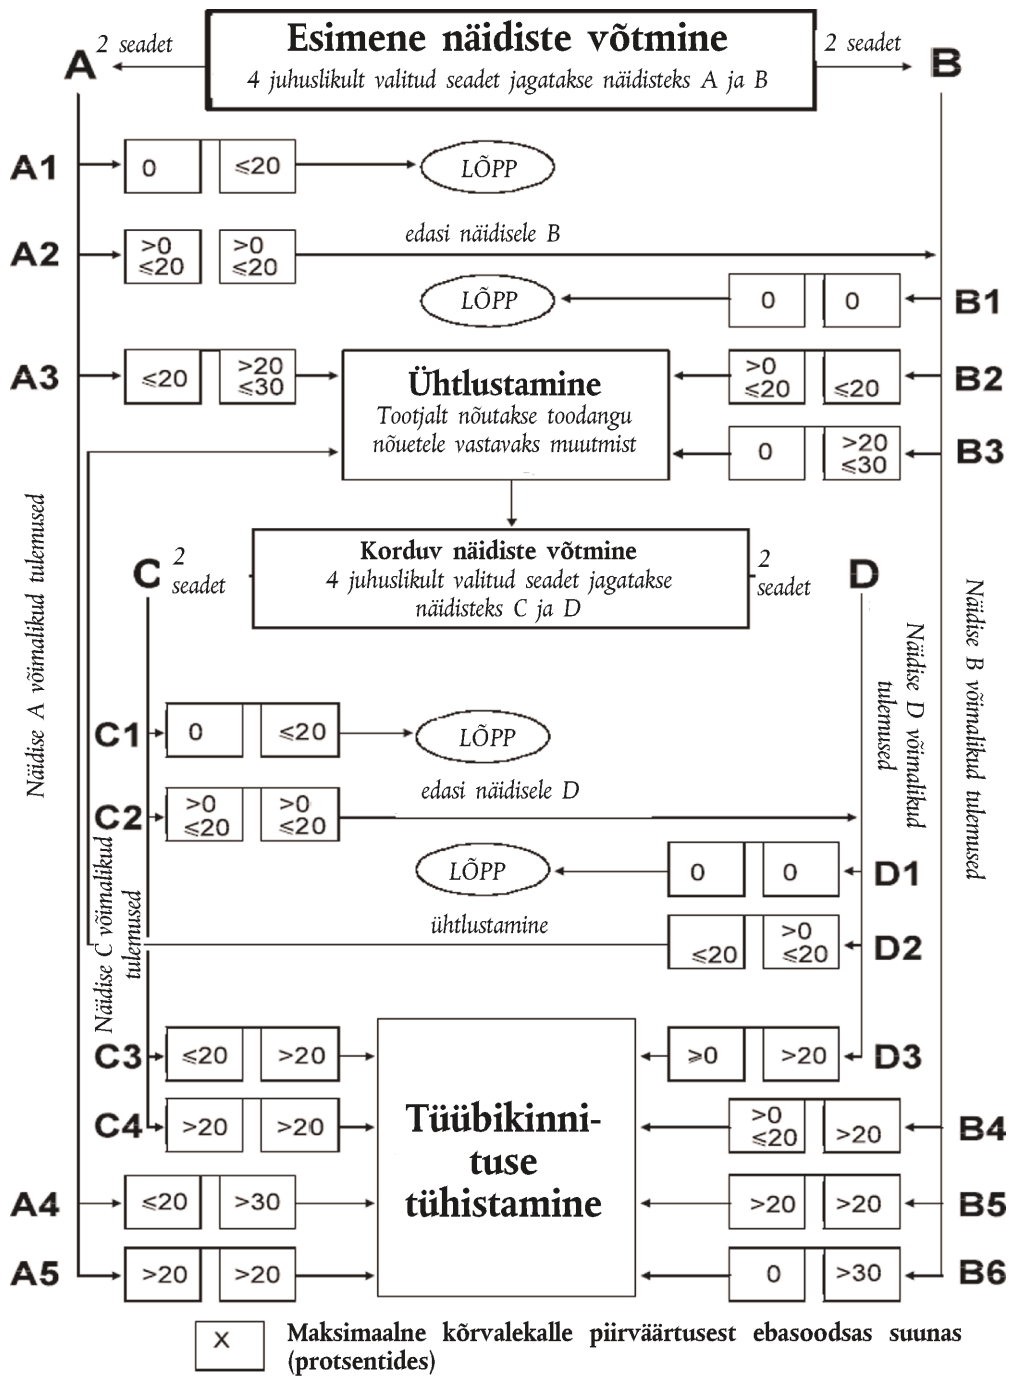 Esimene näidiste võtmine
4 juhuslikult valitud seadet jagatakse näidisteks A ja B
A 2 seadet
2 seadet B
A1 0 ≤20 LÕPP
A2 >0 ≤20 >0 ≤20 edasi näidisele B
LÕPP 0 0 B1
A3 ≤20 >20 ≤30
Ühtlustamine
Tootjalt nõutakse toodangu
nõuetele vastavaks muutmist
>0 ≤20 ≤20 B2
0 >20 ≤30 B3
Näidise A võimalikud tulemused
C 2 seadet
Korduv näidiste võtmine
4 juhuslikult valitud seadet jagatakse
näidisteks C ja D
2 seadet D
Näidise B võimalikud tulemused
Näidise D võimalikud
tulemused
C1 0 ≤20 LÕPP
C2 >0 ≤20 >0 ≤20 edasi näidisele D
Näidise C võimalikud
tulemused
LÕPP 0 0 D1
ühtlustamine ≤20 >0 ≤20 D2
C3 ≤20 >20
⩾0 >20 D3
C4 >20 >20
Tüübikinni-
tuse
tühistamine
>0 ≤20 >20 B4
A4 ≤20 >30
>20 >20 B5
A5 >20 >20
0 >30 B6
X Maksimaalne kõrvalekalle piirväärtusest ebasoodsas suunas
(protsentides)